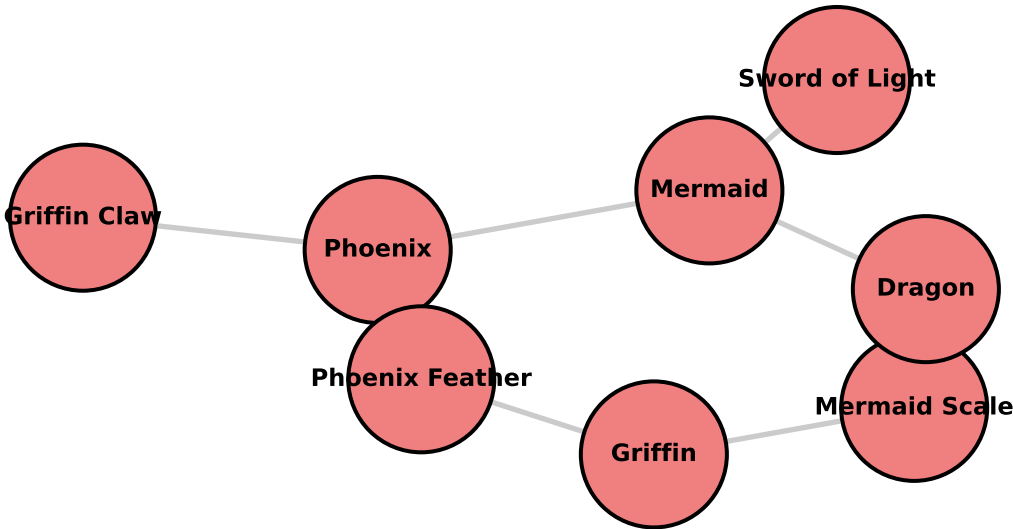 Sword of Light
Mermaid
Griffin Claw
Phoenix
Dragon
Phoenix Feather
Mermaid Scale
Griffin